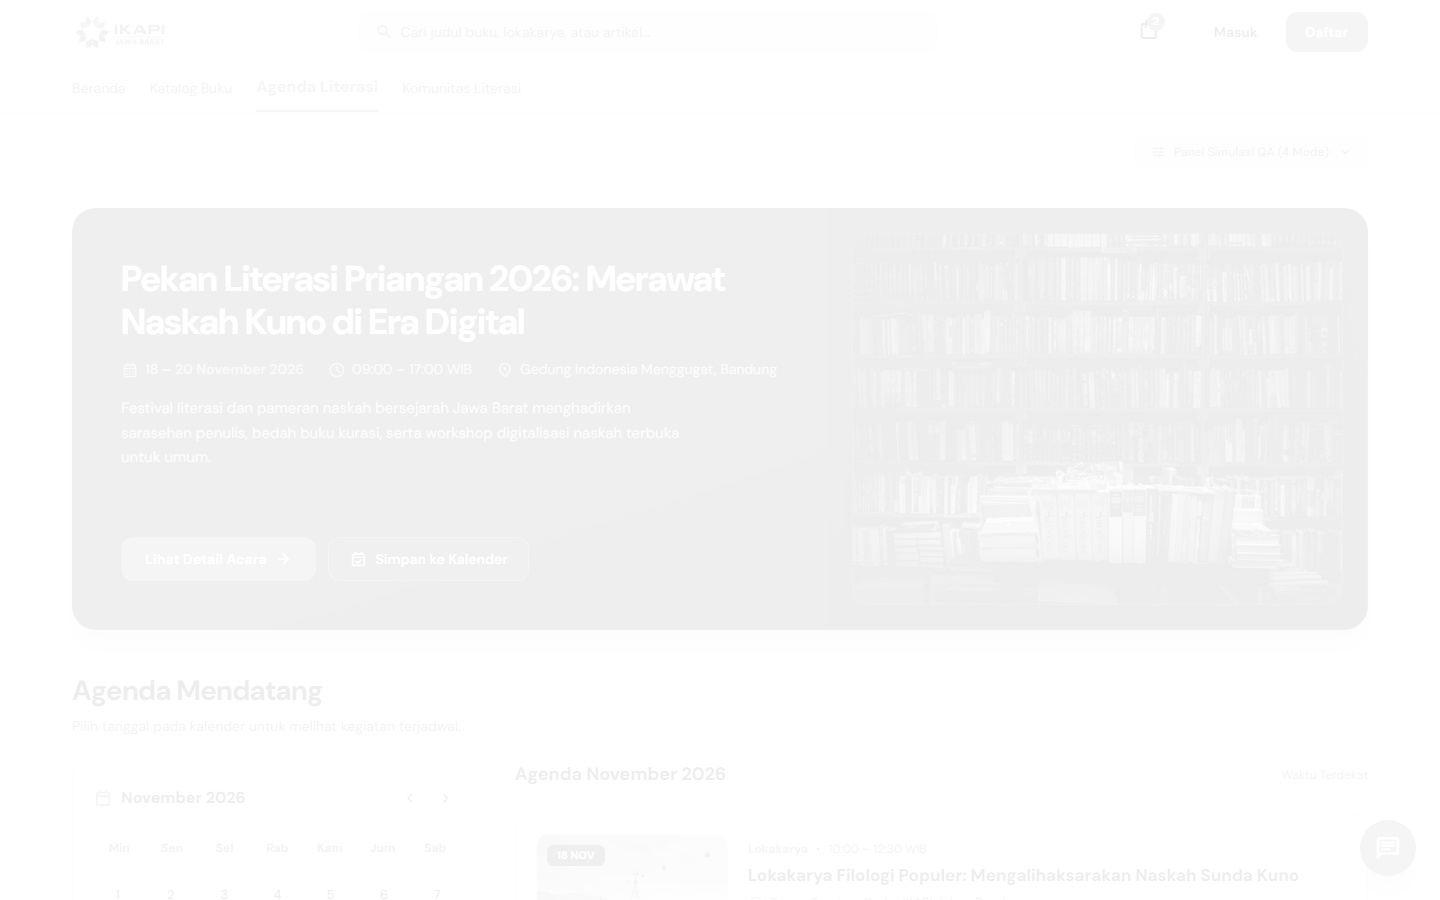 IKAPI
JAWA BARAT
Cari judul buku, lokakarya, atau artikel...
2
Masuk
Daftar
Beranda
Katalog Buku
Agenda Literasi
Komunitas Literasi
Panel Simulasi QA (4 Mode)
Pekan Literasi Priangan 2026: Merawat
Naskah Kuno di Era Digital
18 – 20 November 2026
09:00 – 17:00 WIB
Gedung Indonesia Menggugat, Bandung
Festival literasi dan pameran naskah bersejarah Jawa Barat menghadirkan
sarasehan penulis, bedah buku kurasi, serta workshop digitalisasi naskah terbuka
untuk umum.
Lihat Detail Acara
Simpan ke Kalender
Agenda Mendatang
Pilih tanggal pada kalender untuk melihat kegiatan terjadwal.
November 2026
Min Sen Sel Rab Kam Jum Sab
1 2 3 4 5 6 7
Agenda November 2026
Waktu Terdekat
18 NOV
Lokakarya • 10:00 – 12:30 WIB
Lokakarya Filologi Populer: Mengalihaksarakan Naskah Sunda Kuno